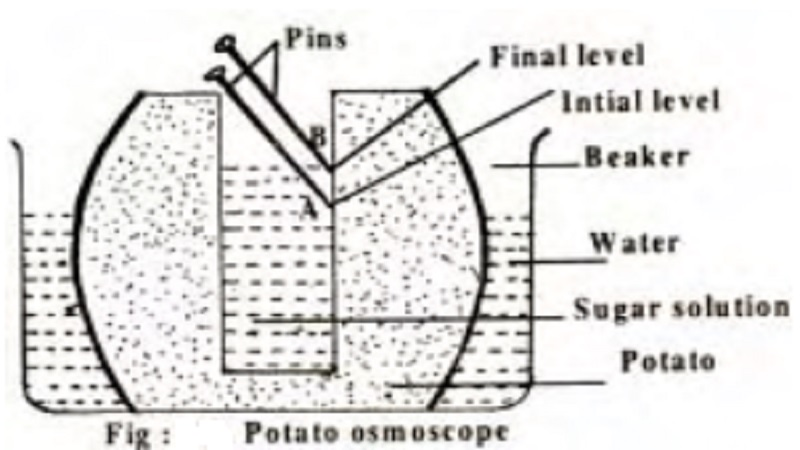 Pins
Final level
Intial level
B
Beaker
A
Water
Sugar solution
Potato
Fig : Potato osmoscope